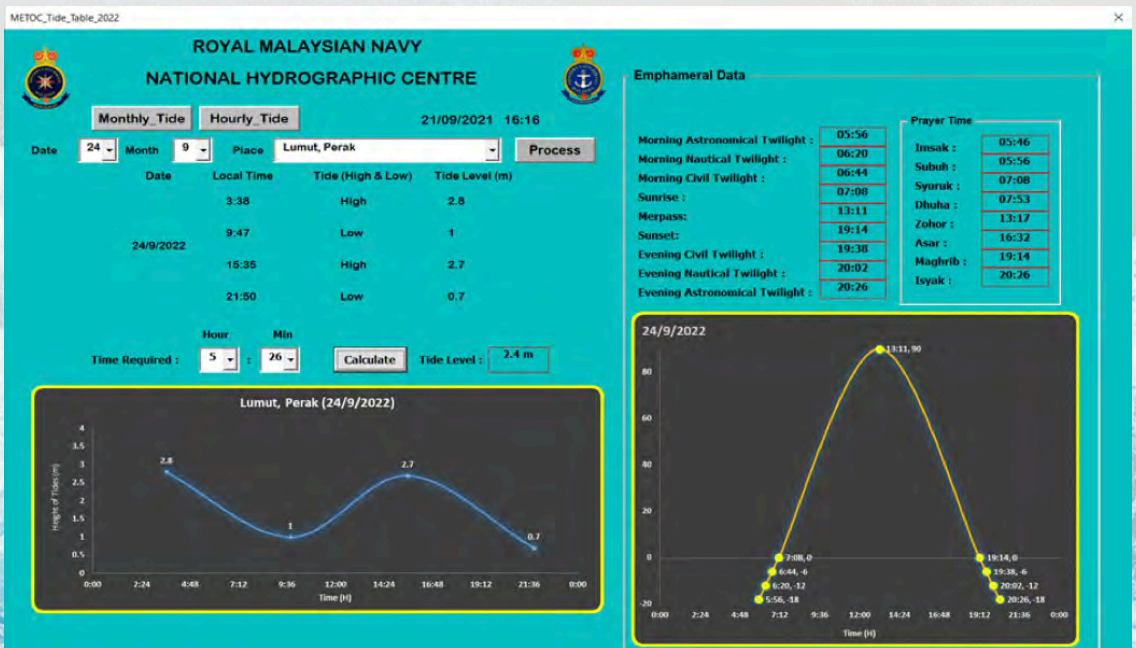 METOC_Tide_Table_2022
ROYAL MALAYSIAN NAVY
NATIONAL HYDROGRAPHIC CENTRE
Monthly_Tide Hourly_Tide 21/09/2021 16:16
Date 24 Month 9 Place Lumut, Perak Process
Date Local Time Tide (High & Low) Tide Level (m)
3:38 High 2.8
9:47 Low 1
24/9/2022
15:35 High 2.7
21:50 Low 0.7
Hour Min
Time Required : 5 : 26 Calculate Tide Level : 2.4 m
Lumut, Perak (24/9/2022)
Height of Tides (m)
4
3.5
3
2.5
2
1.5
1
0.5
0
2.8
1
2.7
0.7
0:00 2:24 4:48 7:12 9:36 12:00 14:24 16:48 19:12 21:36 0:00
Time (H)
Emphameral Data
Morning Astronomical Twilight : 05:56
Morning Nautical Twilight : 06:20
Morning Civil Twilight : 06:44
Sunrise : 07:08
Merpass: 13:11
Sunset: 19:14
Evening Civil Twilight : 19:38
Evening Nautical Twilight : 20:02
Evening Astronomical Twilight : 20:26
Prayer Time
Imsak : 05:46
Subuh : 05:56
Syuruk : 07:08
Dhuha : 07:53
Zohor : 13:17
Asar : 16:32
Maghrib : 19:14
Isyak : 20:26
24/9/2022
80
60
40
20
0
-20
13:11, 90
7:08, 0
6:44, -6
6:20, -12
5:56, -18
19:14, 0
19:38, -6
20:02, -12
20:26, -18
0:00 2:24 4:48 7:12 9:36 12:00 14:24 16:48 19:12 21:36 0:00
Time (H)